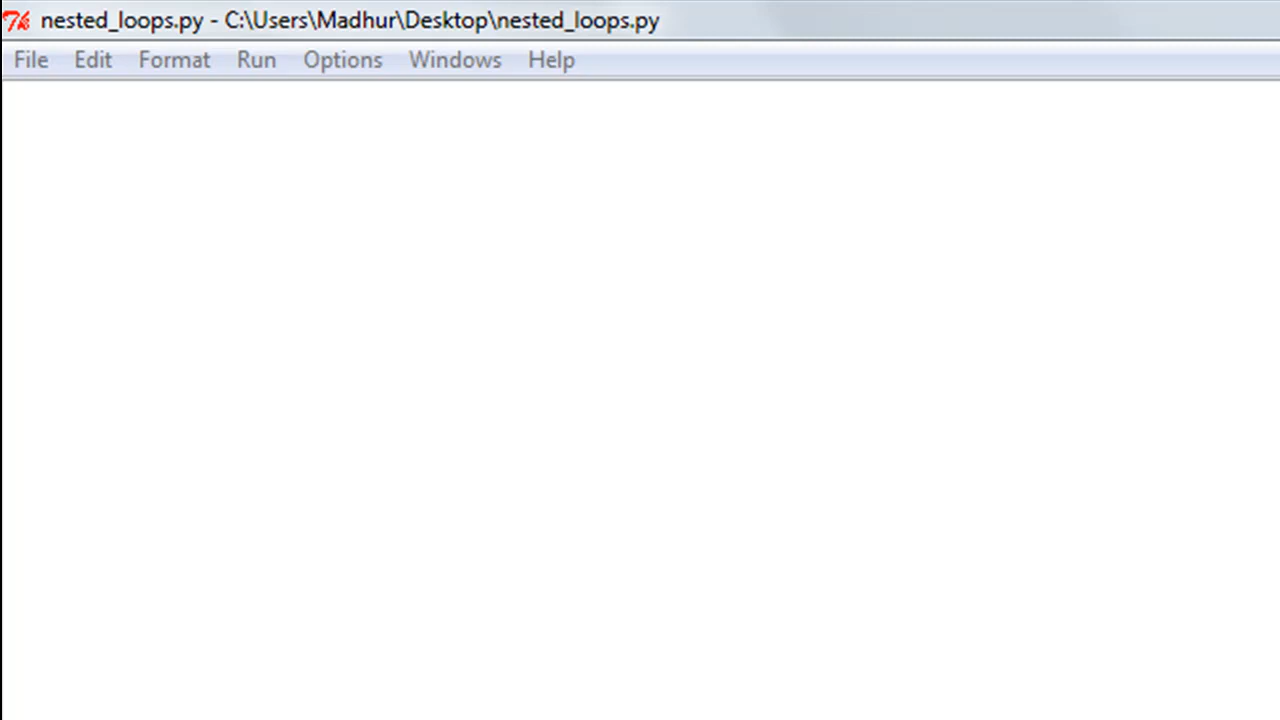 nested_loops.py - C:\Users\Madhur\Desktop\nested_loops.py
File Edit Format Run Options Windows Help